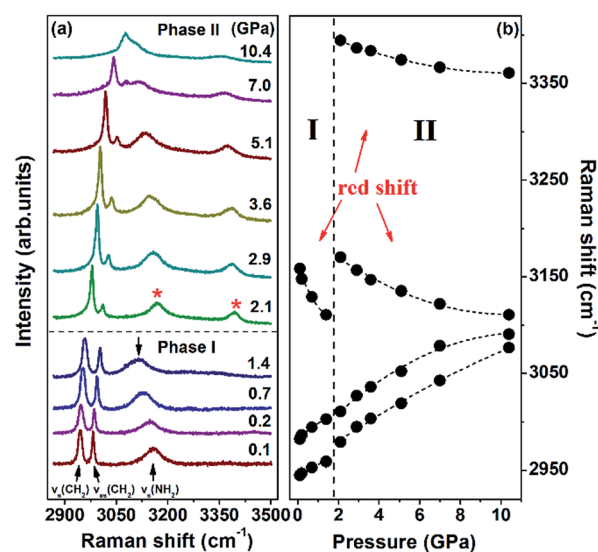 (a) Phase II (GPa)
10.4
7.0
5.1
3.6
2.9
* *
2.1
Phase I
1.4
0.7
0.2
0.1
νs(CH2) νas(CH2) νs(NH2)
2900 3050 3200 3350 3500
Raman shift (cm-1)
Intensity (arb.units)
(b)
I II
red shift
3350
3250
3150
3050
2950
Raman shift (cm-1)
0 2 4 6 8 10
Pressure (GPa)